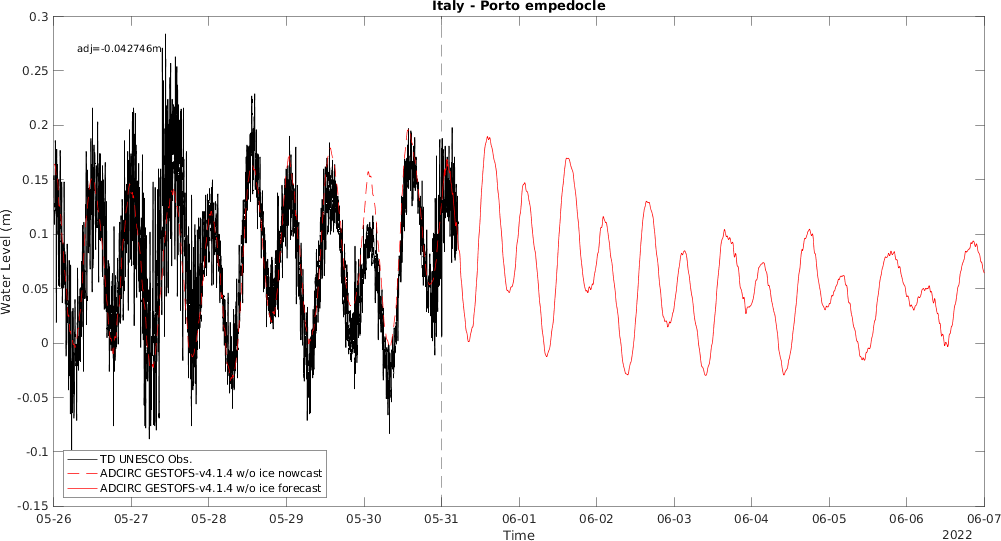 Italy - Porto empedocle
adj=-0.042746m
0.3
0.25
0.2
0.15
0.1
0.05
0
-0.05
-0.1
-0.15
Water Level (m)
TD UNESCO Obs.
ADCIRC GESTOFS-v4.1.4 w/o ice nowcast
ADCIRC GESTOFS-v4.1.4 w/o ice forecast
05-26 05-27 05-28 05-29 05-30 05-31 06-01 06-02 06-03 06-04 06-05 06-06 06-07
Time
2022